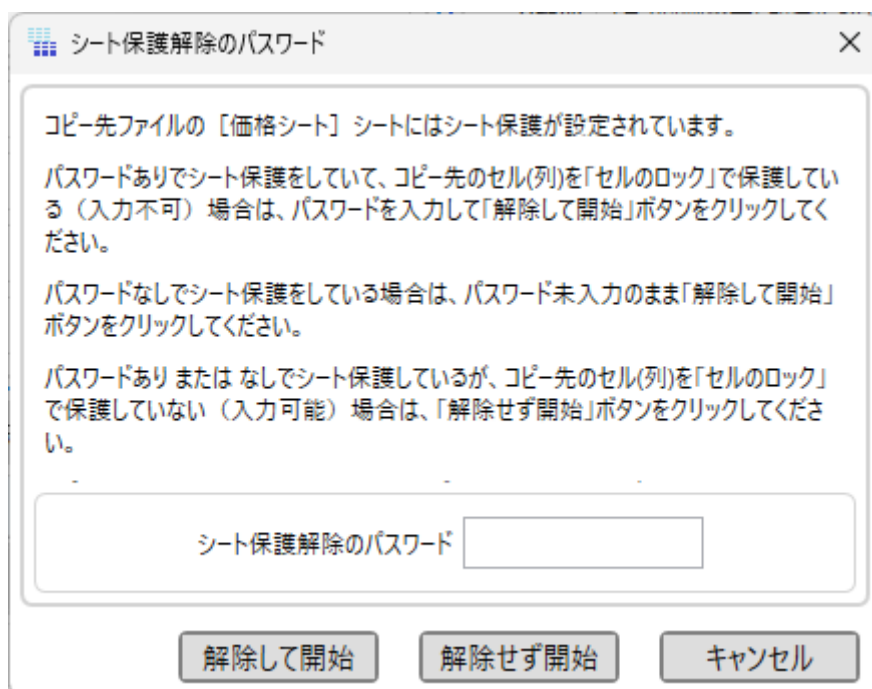 シート保護解除のパスワード
コピー先ファイルの［価格シート］シートにはシート保護が設定されています。
パスワードありでシート保護をしていて、コピー先のセル(列)を「セルのロック」で保護してい
る（入力不可）場合は、パスワードを入力して「解除して開始」ボタンをクリックしてく
ださい。
パスワードなしでシート保護をしている場合は、パスワード未入力のまま「解除して開始」
ボタンをクリックしてください。
パスワードあり または なしでシート保護しているが、コピー先のセル(列)を「セルのロック」
で保護していない（入力可能）場合は、「解除せず開始」ボタンをクリックしてくださ
い。
シート保護解除のパスワード
解除して開始 解除せず開始 キャンセル